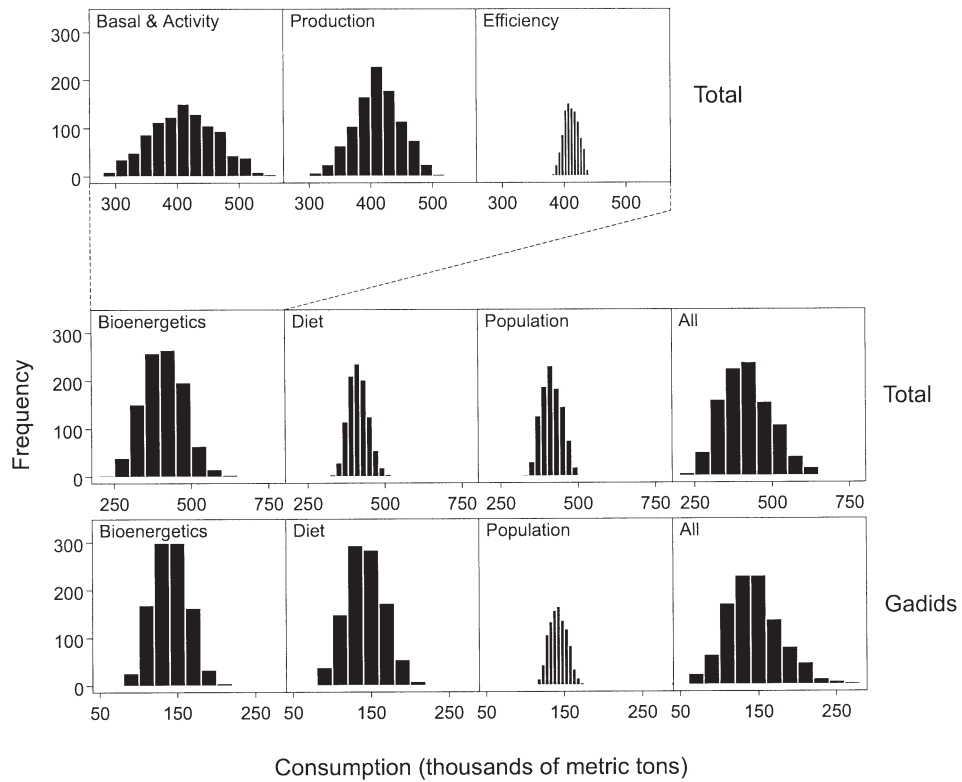 Basal & Activity Production Efficiency
300
200
100
0
Total
300 400 500 300 400 500 300 400 500
Bioenergetics Diet Population All
300
200
100
0
Total
250 500 750 250 500 750 250 500 750 250 500 750
Bioenergetics Diet Population All
300
200
100
0
Gadids
50 150 250 50 150 250 50 150 250 50 150 250
Frequency
Consumption (thousands of metric tons)